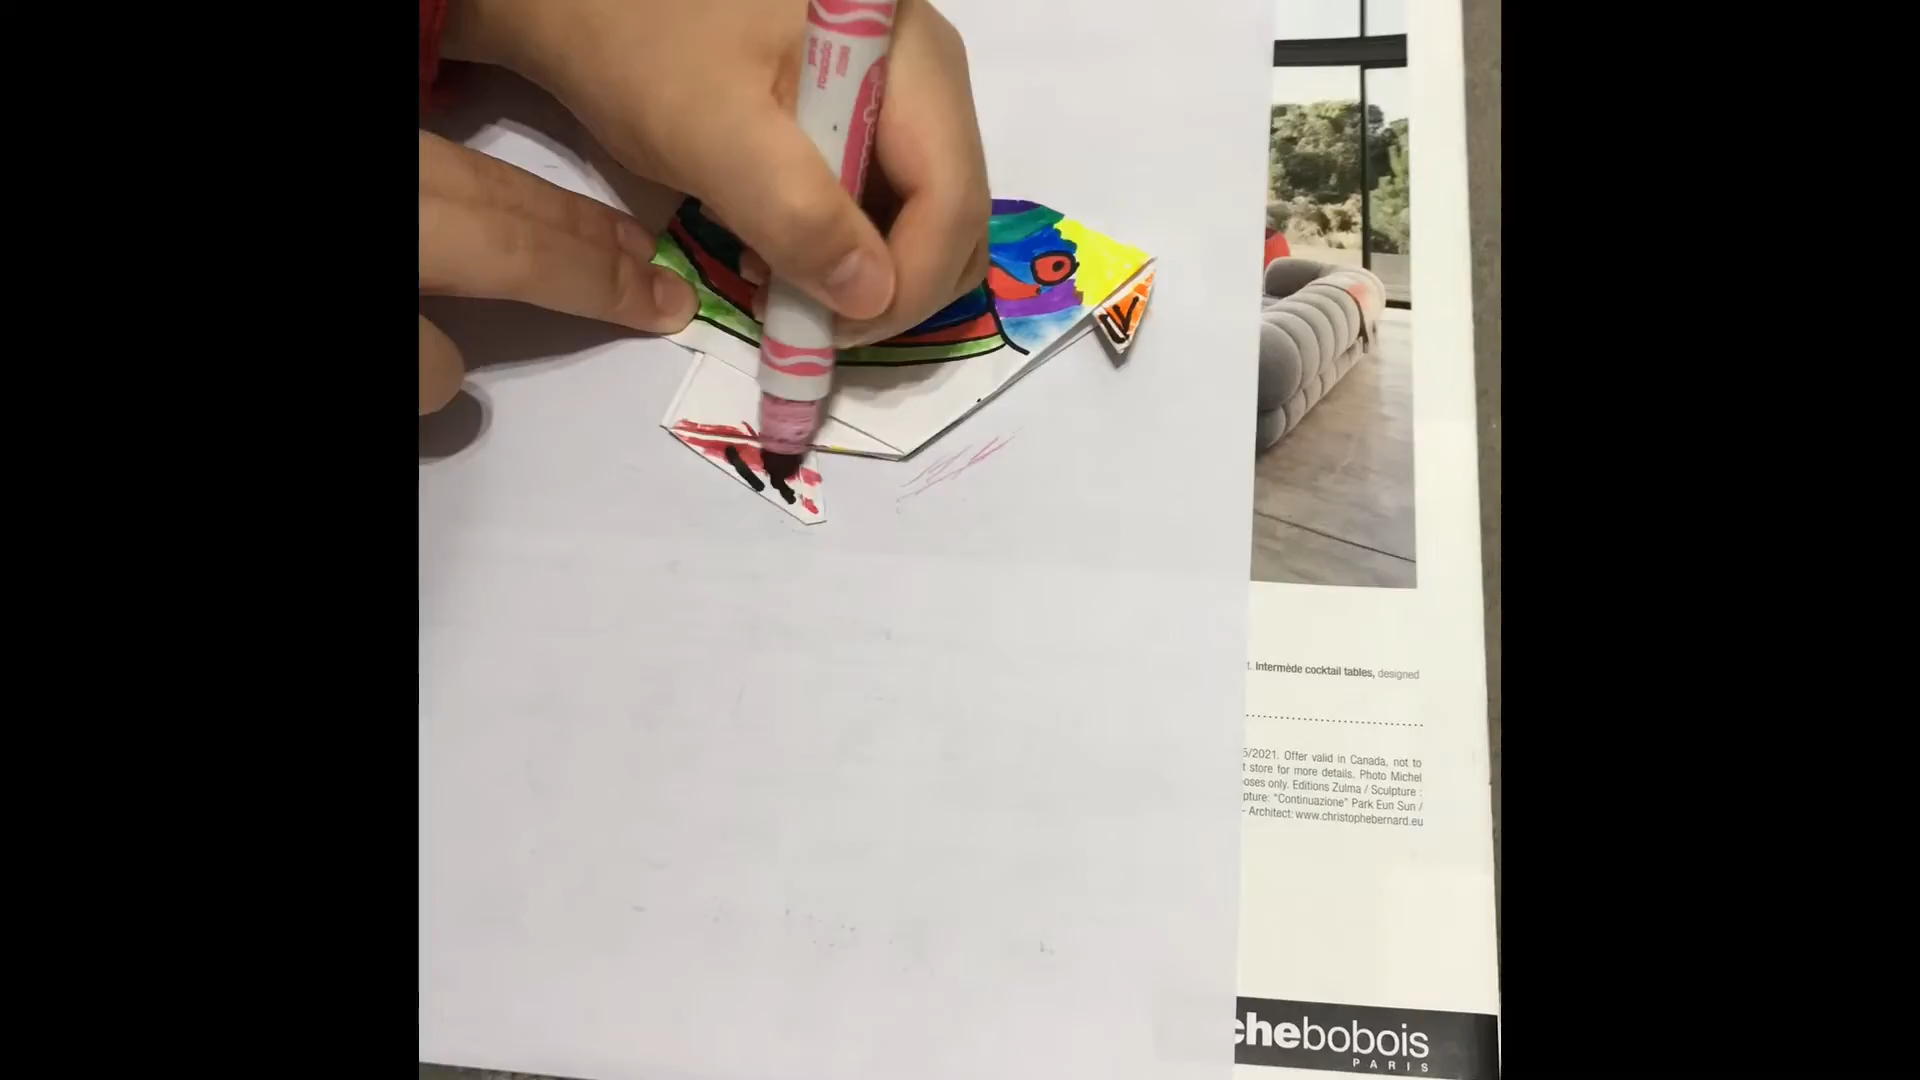 t. Intermède cocktail tables, designed
5/2021. Offer valid in Canada, not to
t store for more details. Photo Michel
oses only. Editions Zulma / Sculpture :
pture: "Continuazione" Park Eun Sun /
- Architect: www.christophebernard.eu
chebobois
PARIS